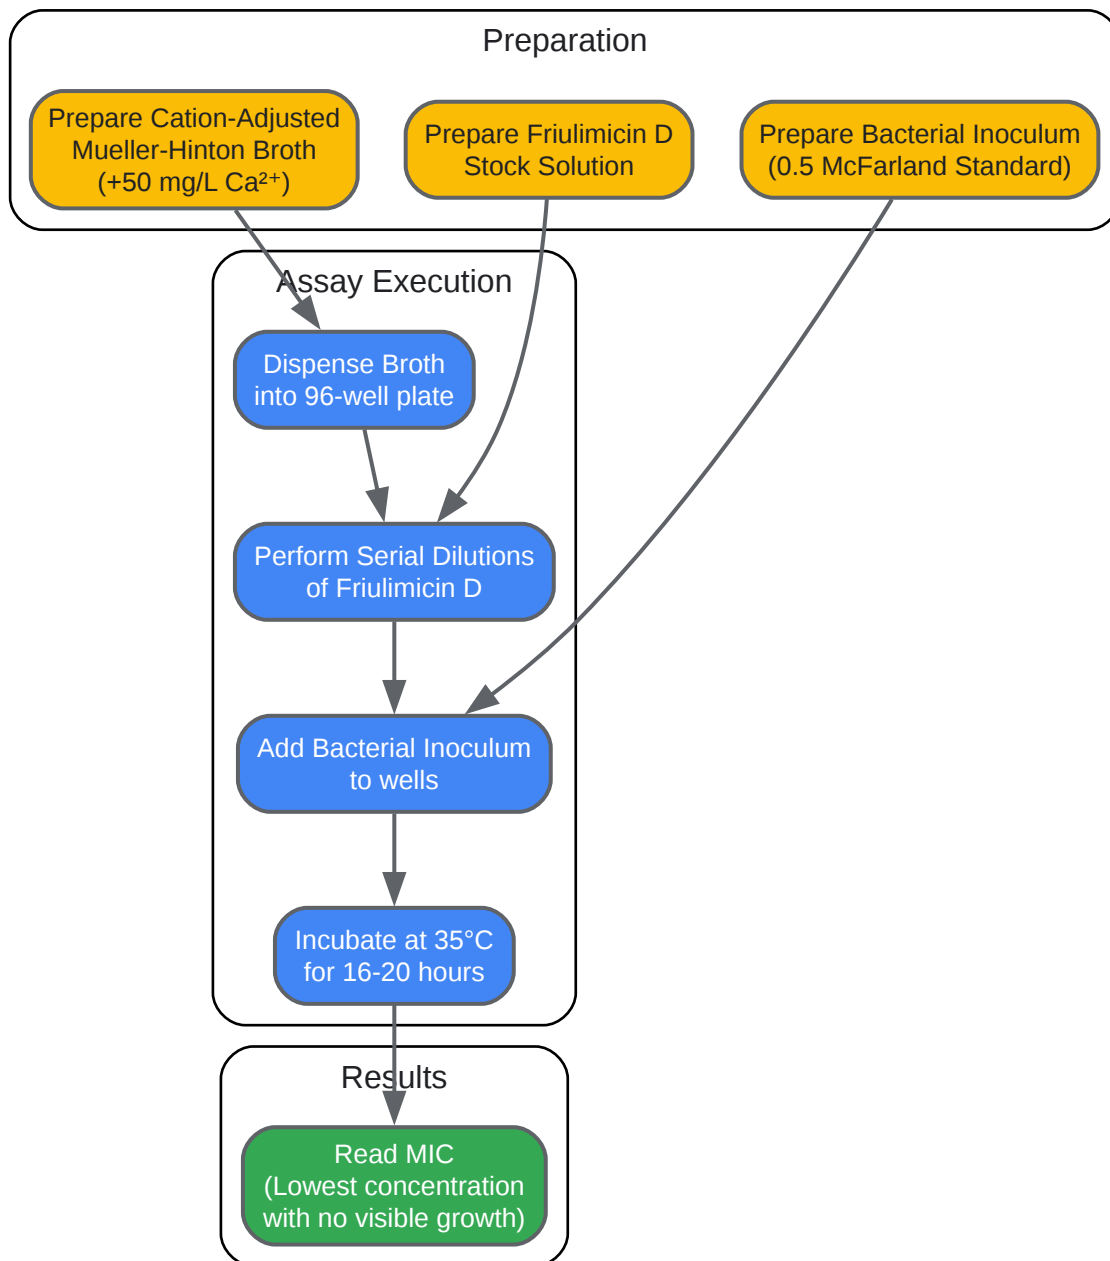 Preparation
Prepare Cation-Adjusted
Mueller-Hinton Broth
(+50 mg/L Ca²⁺)
Prepare Friulimicin D
Stock Solution
Prepare Bacterial Inoculum
(0.5 McFarland Standard)
Assay Execution
Dispense Broth
into 96-well plate
Perform Serial Dilutions
of Friulimicin D
Add Bacterial Inoculum
to wells
Incubate at 35°C
for 16-20 hours
Results
Read MIC
(Lowest concentration
with no visible growth)